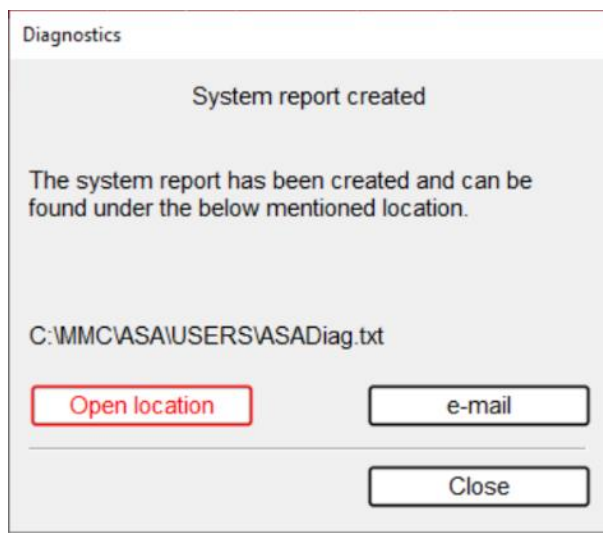 Diagnostics
System report created
The system report has been created and can be
found under the below mentioned location.
C:\MMC\ASA\USERS\ASADiag.txt
Open location
e-mail
Close